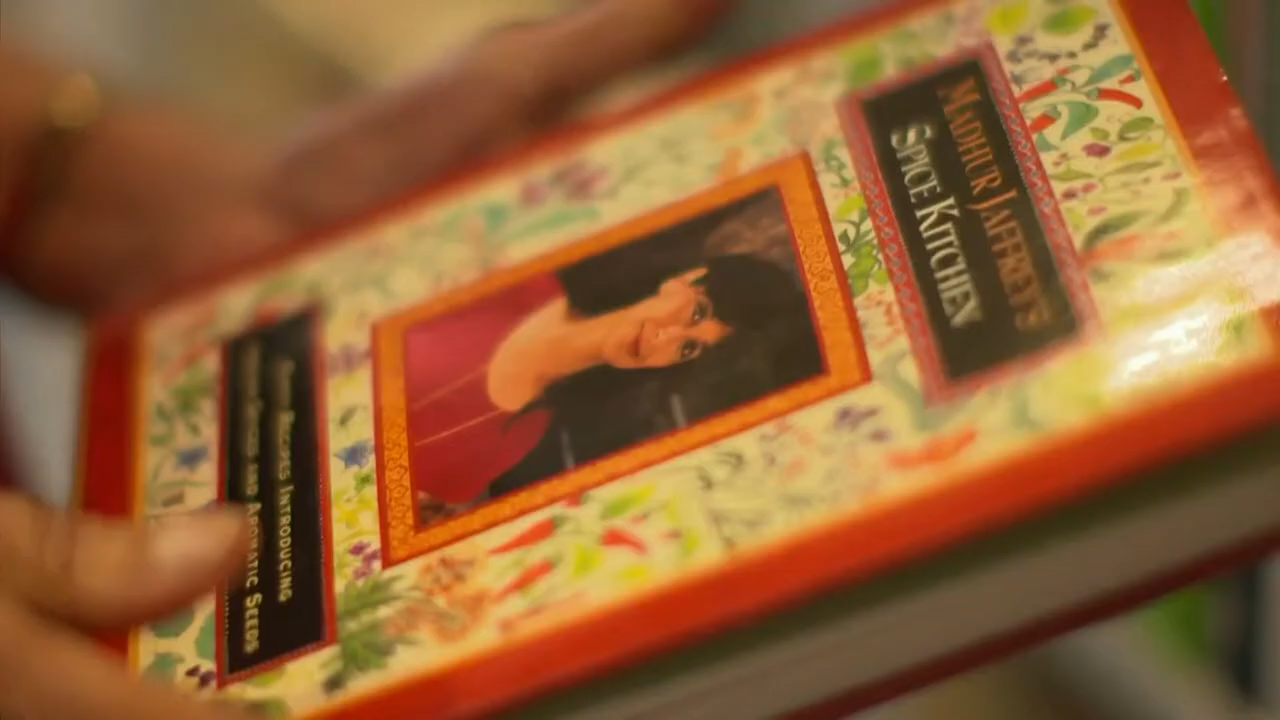 MADHUR JAFFREY'S
SPICE KITCHEN
RECIPES INTRODUCING
AND AROMATIC SEEDS